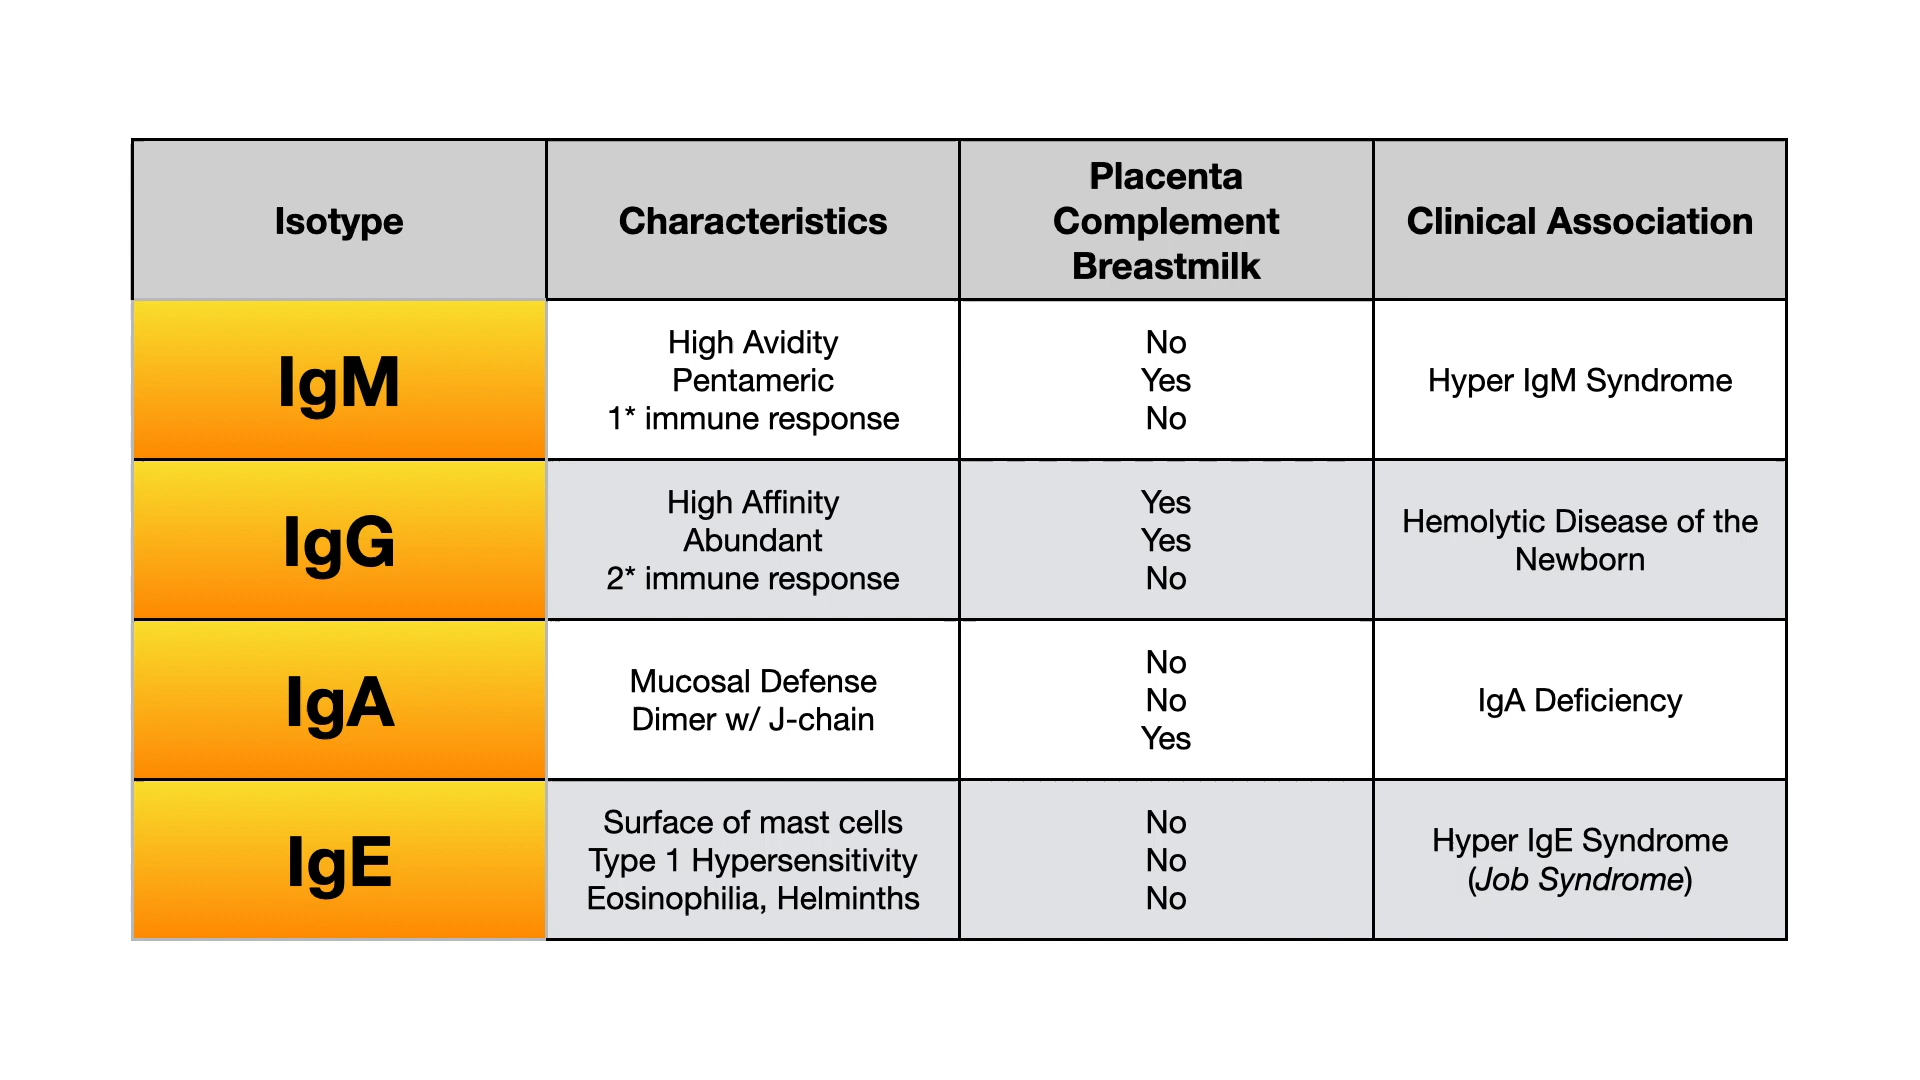 Isotype
Characteristics
Placenta
Complement
Breastmilk
Clinical Association
IgM
High Avidity
Pentameric
1* immune response
No
Yes
No
Hyper IgM Syndrome
IgG
High Affinity
Abundant
2* immune response
Yes
Yes
No
Hemolytic Disease of the
Newborn
IgA
Mucosal Defense
Dimer w/ J-chain
No
No
Yes
IgA Deficiency
IgE
Surface of mast cells
Type 1 Hypersensitivity
Eosinophilia, Helminths
No
No
No
Hyper IgE Syndrome
(Job Syndrome)